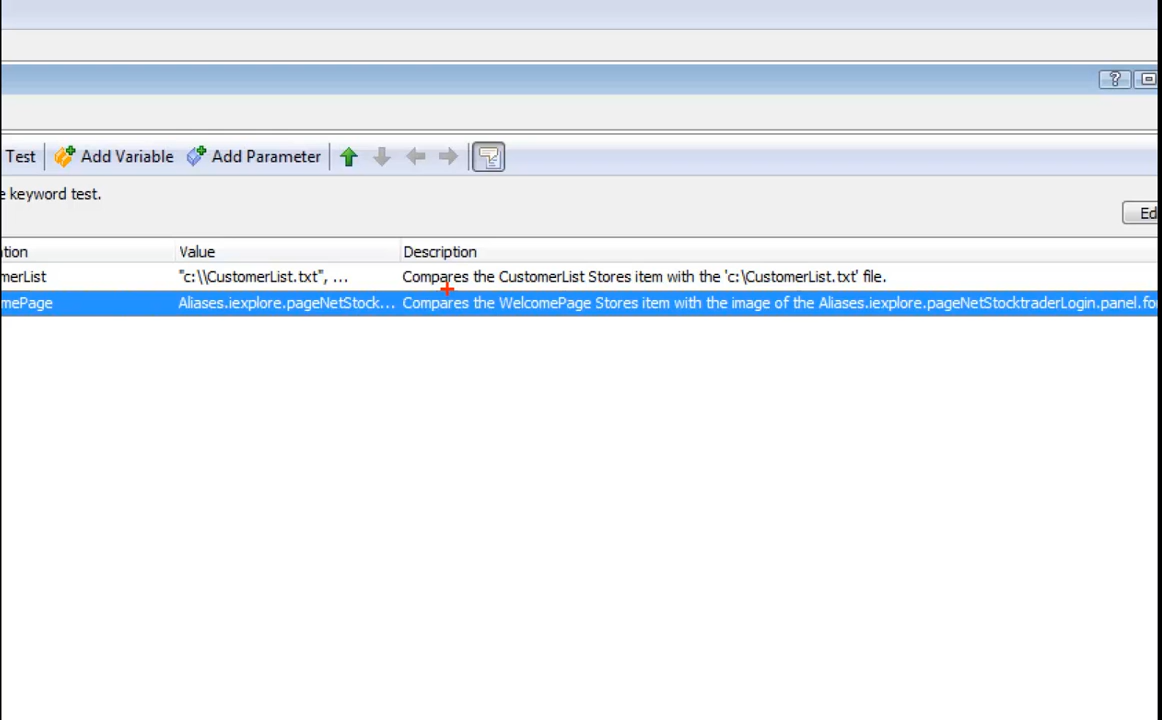 Test Add Variable Add Parameter
e keyword test.
Ed
tion Value Description
merList "c:\\CustomerList.txt", ... Compares the CustomerList Stores item with the 'c:\CustomerList.txt' file.
mePage Aliases.iexplore.pageNetStock... Compares the WelcomePage Stores item with the image of the Aliases.iexplore.pageNetStocktraderLogin.panel.fo